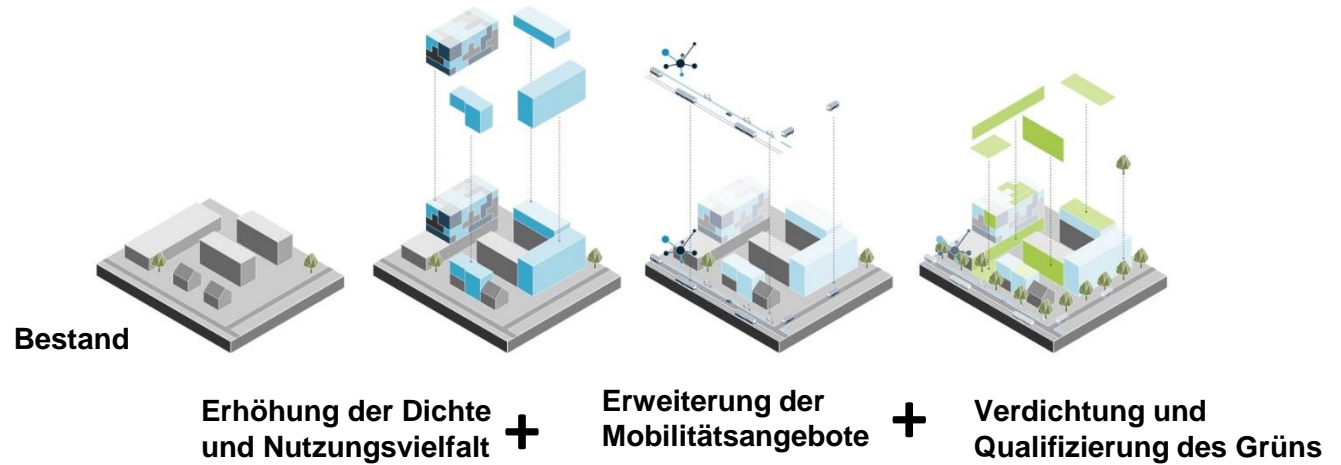 Bestand
Erhöhung der Dichte
und Nutzungsvielfalt
+
Erweiterung der
Mobilitätsangebote
+
Verdichtung und
Qualifizierung des Grüns